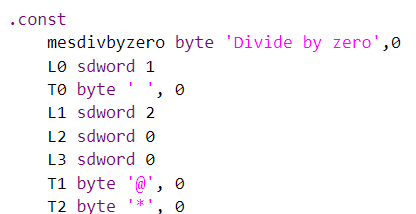 .const
mesdivbyzero byte 'Divide by zero',0
L0 sdword 1
T0 byte ' ', 0
L1 sdword 2
L2 sdword 0
L3 sdword 0
T1 byte '@', 0
T2 byte '*', 0